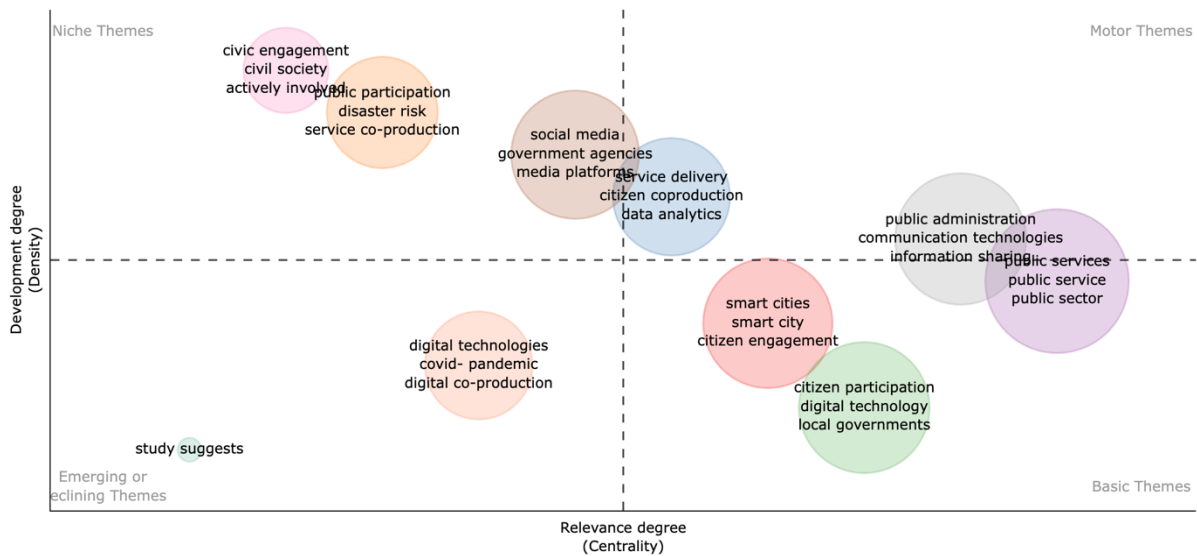 Niche Themes
Motor Themes
civic engagement
civil society
actively involved
public participation
disaster risk
service co-production
social media
government agencies
media platforms
service delivery
citizen coproduction
data analytics
public administration
communication technologies
information sharing
public services
public service
public sector
smart cities
smart city
citizen engagement
digital technologies
covid- pandemic
digital co-production
citizen participation
digital technology
local governments
study suggests
Emerging or
eclining Themes
Basic Themes
Development degree
(Density)
Relevance degree
(Centrality)